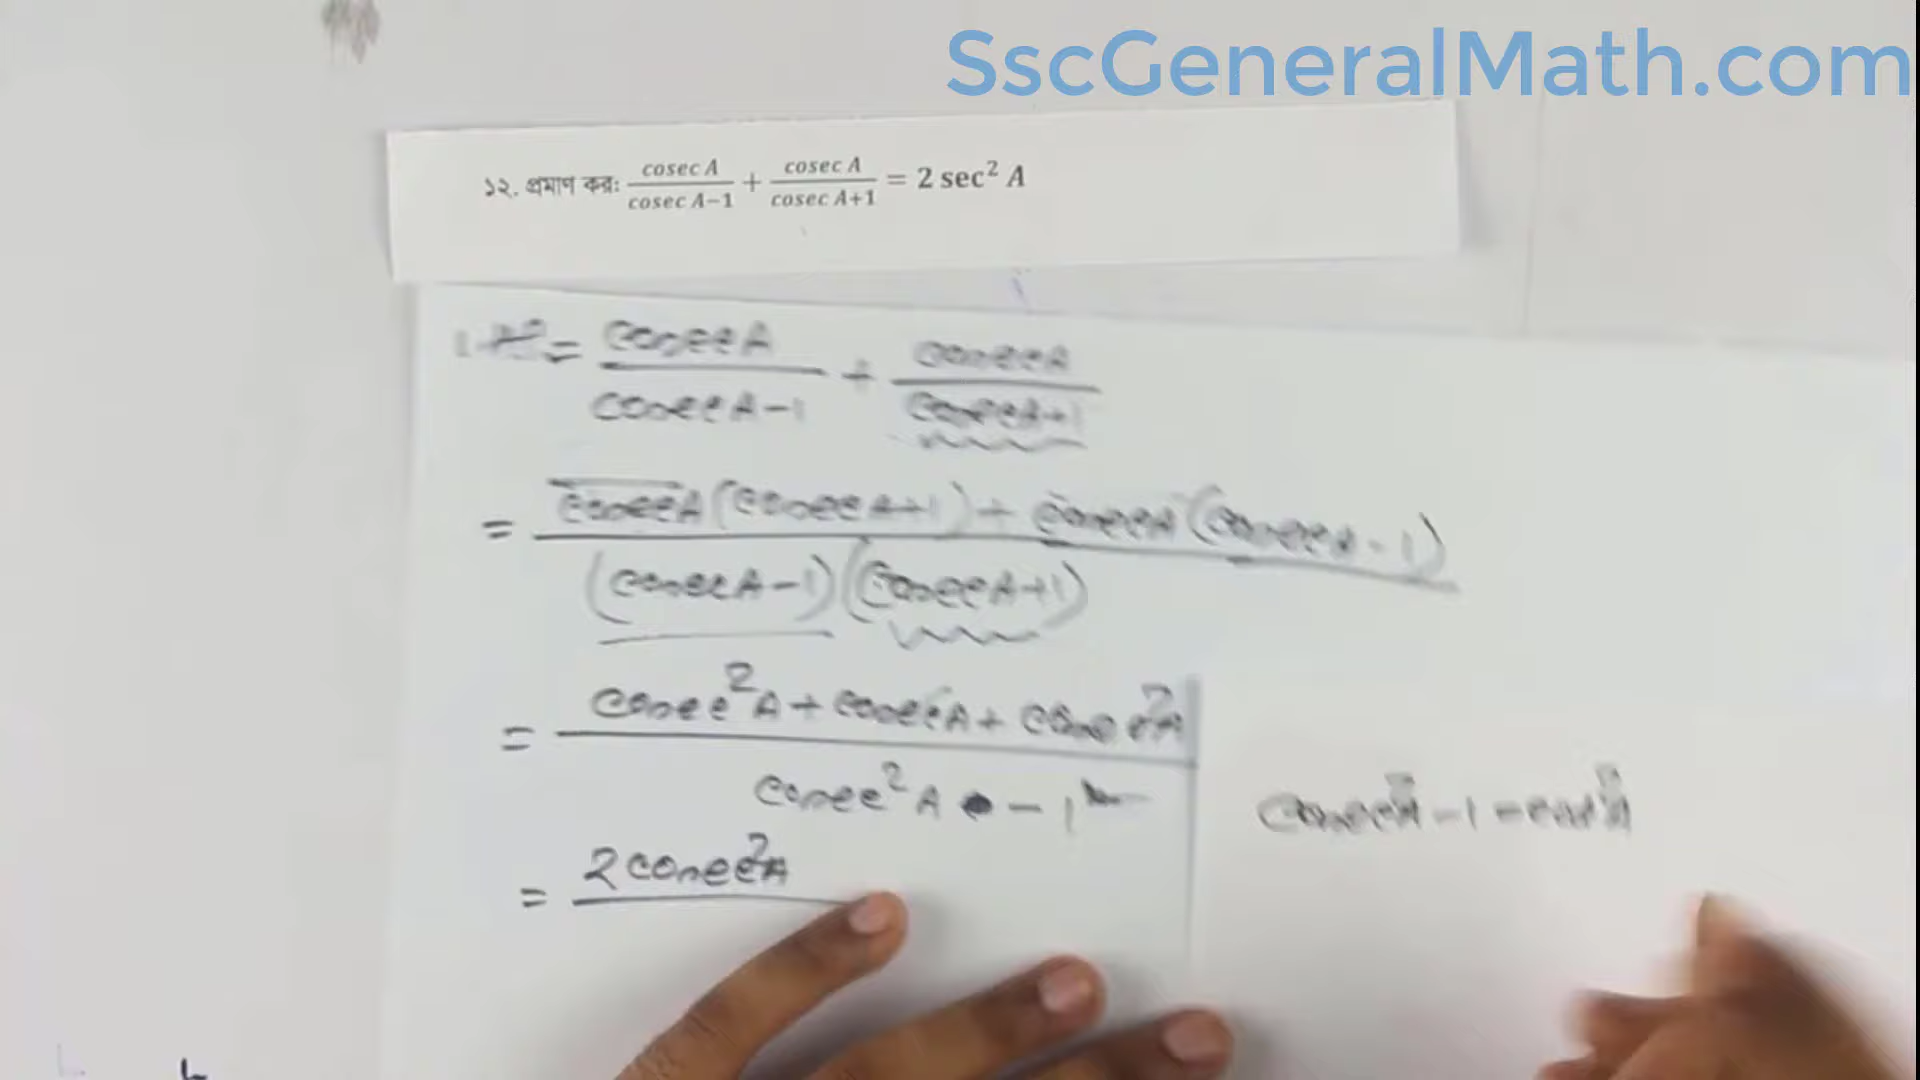 SscGeneralMath.com
১২. প্রমাণ কর: cosec A / cosec A−1 + cosec A / cosec A+1 = 2 sec² A
= cosecA / cosecA-1 + cosecA / cosecA+1
= cosecA(cosecA+1) + cosecA(cosecA-1) / (cosecA-1)(cosecA+1)
= cosec²A + cosecA + cosec²A / cosec²A - 1
= 2cosec²A
cosec²A - 1 = cot²A